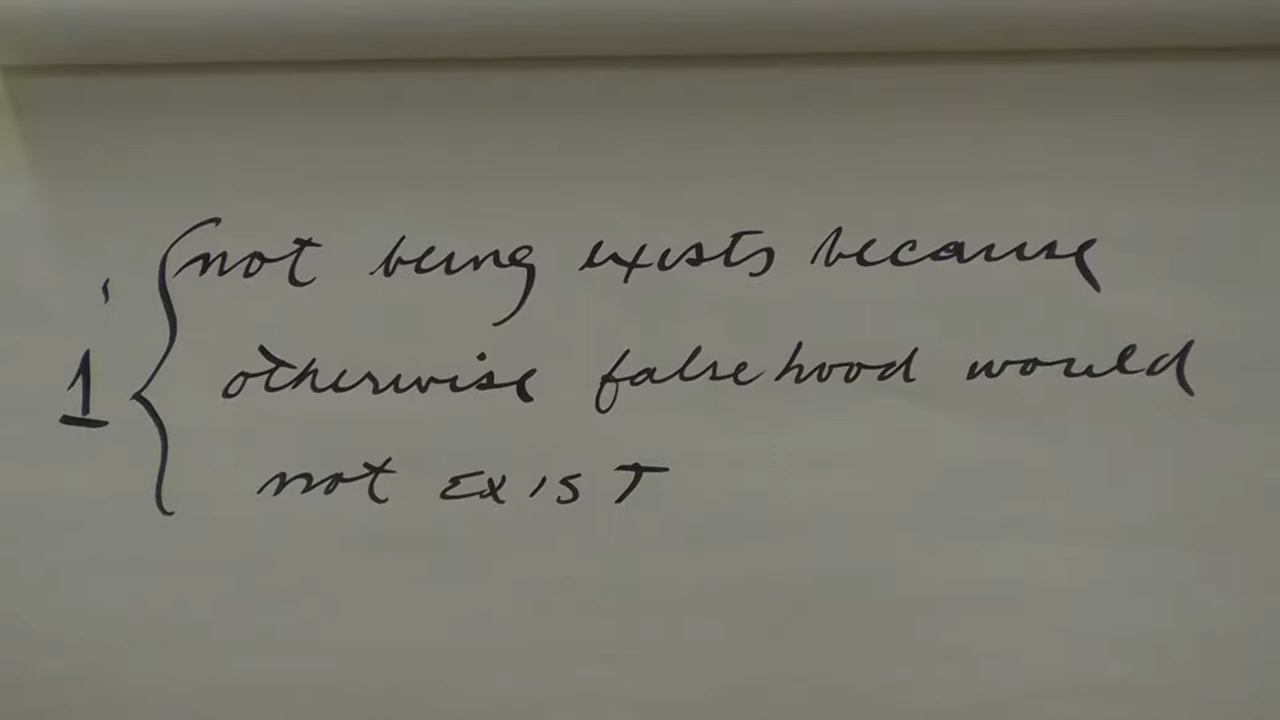 not being exists because
1 { otherwise falsehood would
not EXIST